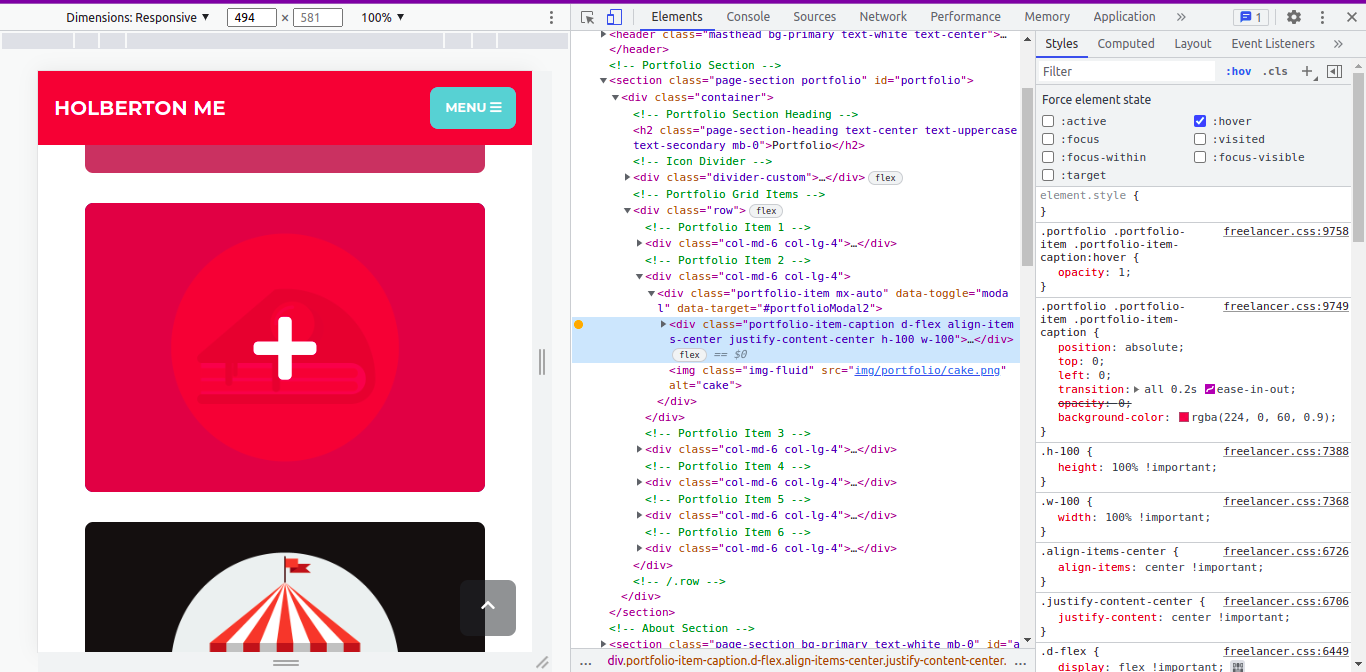 Dimensions: Responsive ▼ 494 × 581 100% ▼
HOLBERTON ME
MENU ☰
Elements Console Sources Network Performance Memory Application » 1
<header class="masthead bg-primary text-white text-center">…
</header>
<!-- Portfolio Section -->
<section class="page-section portfolio" id="portfolio">
<div class="container">
<!-- Portfolio Section Heading -->
<h2 class="page-section-heading text-center text-uppercase
text-secondary mb-0">Portfolio</h2>
<!-- Icon Divider -->
<div class="divider-custom">…</div> flex
<!-- Portfolio Grid Items -->
<div class="row"> flex
<!-- Portfolio Item 1 -->
<div class="col-md-6 col-lg-4">…</div>
<!-- Portfolio Item 2 -->
<div class="col-md-6 col-lg-4">
<div class="portfolio-item mx-auto" data-toggle="moda
l" data-target="#portfolioModal2">
<div class="portfolio-item-caption d-flex align-item
s-center justify-content-center h-100 w-100">…</div>
flex == $0
<img class="img-fluid" src="img/portfolio/cake.png"
alt="cake">
</div>
</div>
<!-- Portfolio Item 3 -->
<div class="col-md-6 col-lg-4">…</div>
<!-- Portfolio Item 4 -->
<div class="col-md-6 col-lg-4">…</div>
<!-- Portfolio Item 5 -->
<div class="col-md-6 col-lg-4">…</div>
<!-- Portfolio Item 6 -->
<div class="col-md-6 col-lg-4">…</div>
</div>
<!-- /.row -->
</div>
</section>
<!-- About Section -->
<section class="page-section bg-primary text-white mb-0" id="a
… div.portfolio-item-caption.d-flex.align-items-center.justify-content-center. …
Styles Computed Layout Event Listeners »
Filter :hov .cls +
Force element state
:active :hover
:focus :visited
:focus-within :focus-visible
:target
element.style {
}
.portfolio .portfolio- freelancer.css:9758
item .portfolio-item-
caption:hover {
opacity: 1;
}
.portfolio .portfolio- freelancer.css:9749
item .portfolio-item-
caption {
position: absolute;
top: 0;
left: 0;
transition: all 0.2s ease-in-out;
opacity: 0;
background-color: rgba(224, 0, 60, 0.9);
}
.h-100 { freelancer.css:7388
height: 100% !important;
}
.w-100 { freelancer.css:7368
width: 100% !important;
}
.align-items-center { freelancer.css:6726
align-items: center !important;
}
.justify-content-center { freelancer.css:6706
justify-content: center !important;
}
.d-flex { freelancer.css:6449
display: flex !important;